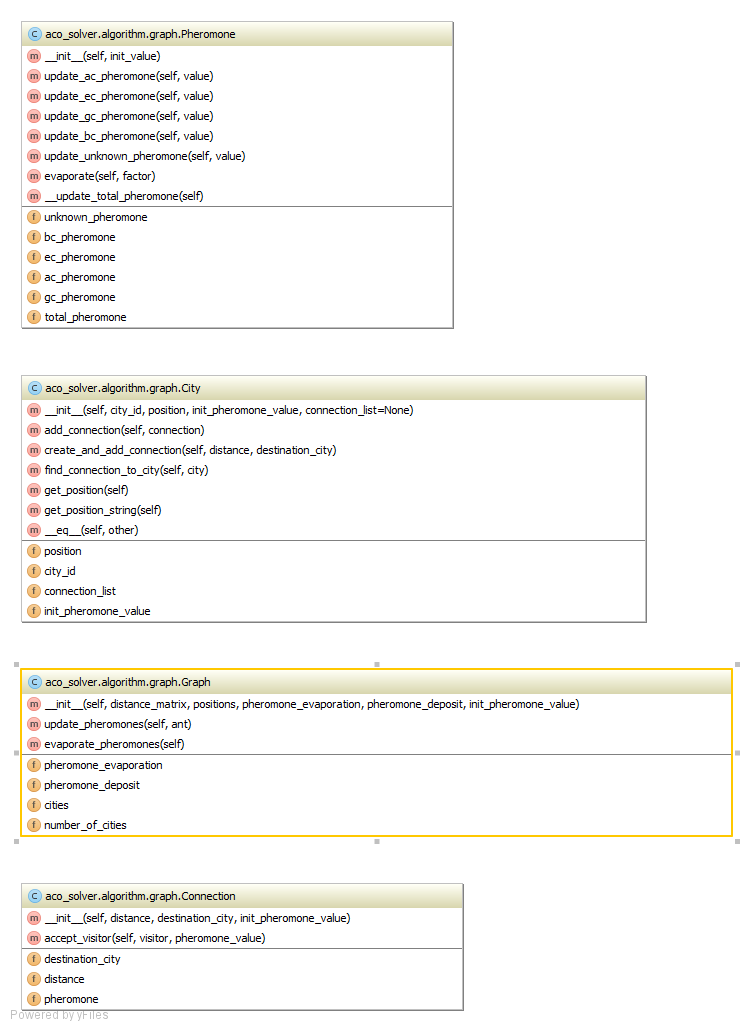 C aco_solver.algorithm.graph.Pheromone
m __init__(self, init_value)
m update_ac_pheromone(self, value)
m update_ec_pheromone(self, value)
m update_gc_pheromone(self, value)
m update_bc_pheromone(self, value)
m update_unknown_pheromone(self, value)
m evaporate(self, factor)
m __update_total_pheromone(self)
f unknown_pheromone
f bc_pheromone
f ec_pheromone
f ac_pheromone
f gc_pheromone
f total_pheromone
C aco_solver.algorithm.graph.City
m __init__(self, city_id, position, init_pheromone_value, connection_list=None)
m add_connection(self, connection)
m create_and_add_connection(self, distance, destination_city)
m find_connection_to_city(self, city)
m get_position(self)
m get_position_string(self)
m __eq__(self, other)
f position
f city_id
f connection_list
f init_pheromone_value
C aco_solver.algorithm.graph.Graph
m __init__(self, distance_matrix, positions, pheromone_evaporation, pheromone_deposit, init_pheromone_value)
m update_pheromones(self, ant)
m evaporate_pheromones(self)
f pheromone_evaporation
f pheromone_deposit
f cities
f number_of_cities
C aco_solver.algorithm.graph.Connection
m __init__(self, distance, destination_city, init_pheromone_value)
m accept_visitor(self, visitor, pheromone_value)
f destination_city
f distance
f pheromone
Powered by yFiles